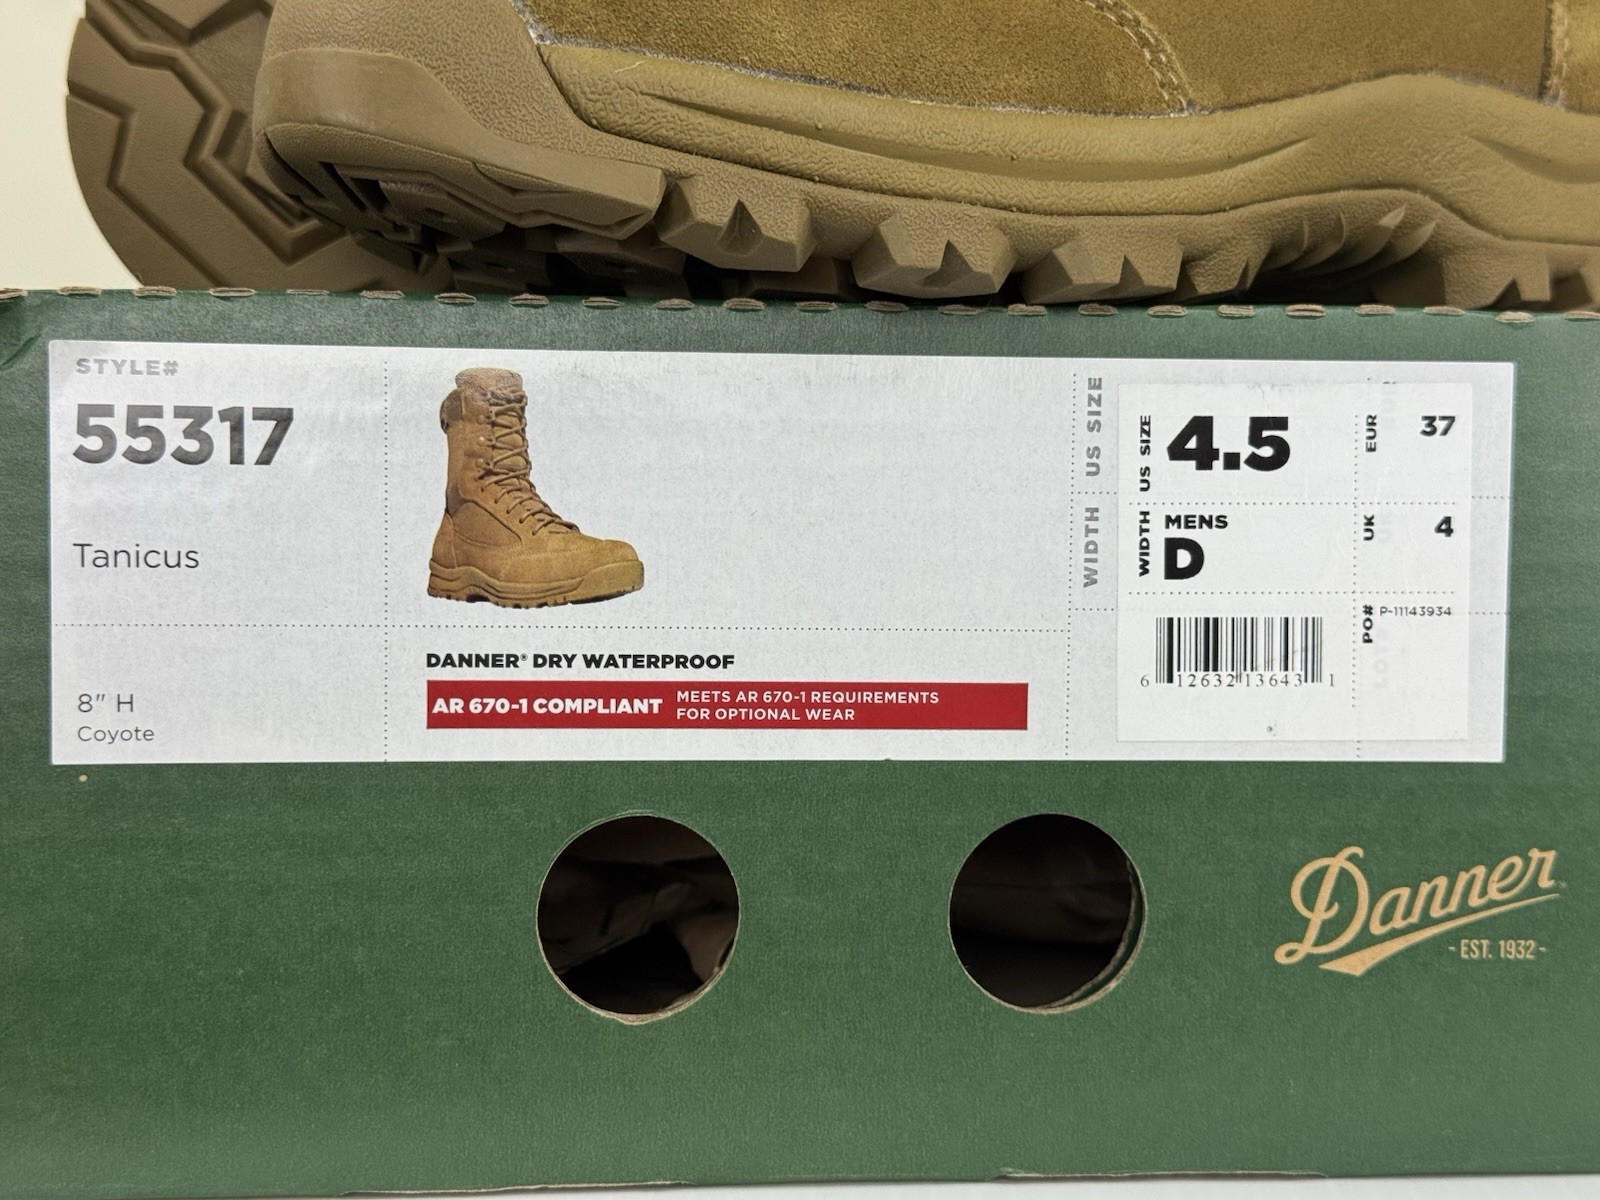 STYLE#
55317
Tanicus
8" H
Coyote
DANNER® DRY WATERPROOF
AR 670-1 COMPLIANT
MEETS AR 670-1 REQUIREMENTS
FOR OPTIONAL WEAR
US SIZE
WIDTH
US SIZE
4.5
EUR
37
WIDTH
MENS
D
UK
4
PO#
P-11143934
6 12632 13643 1
Danner
- EST. 1932 -